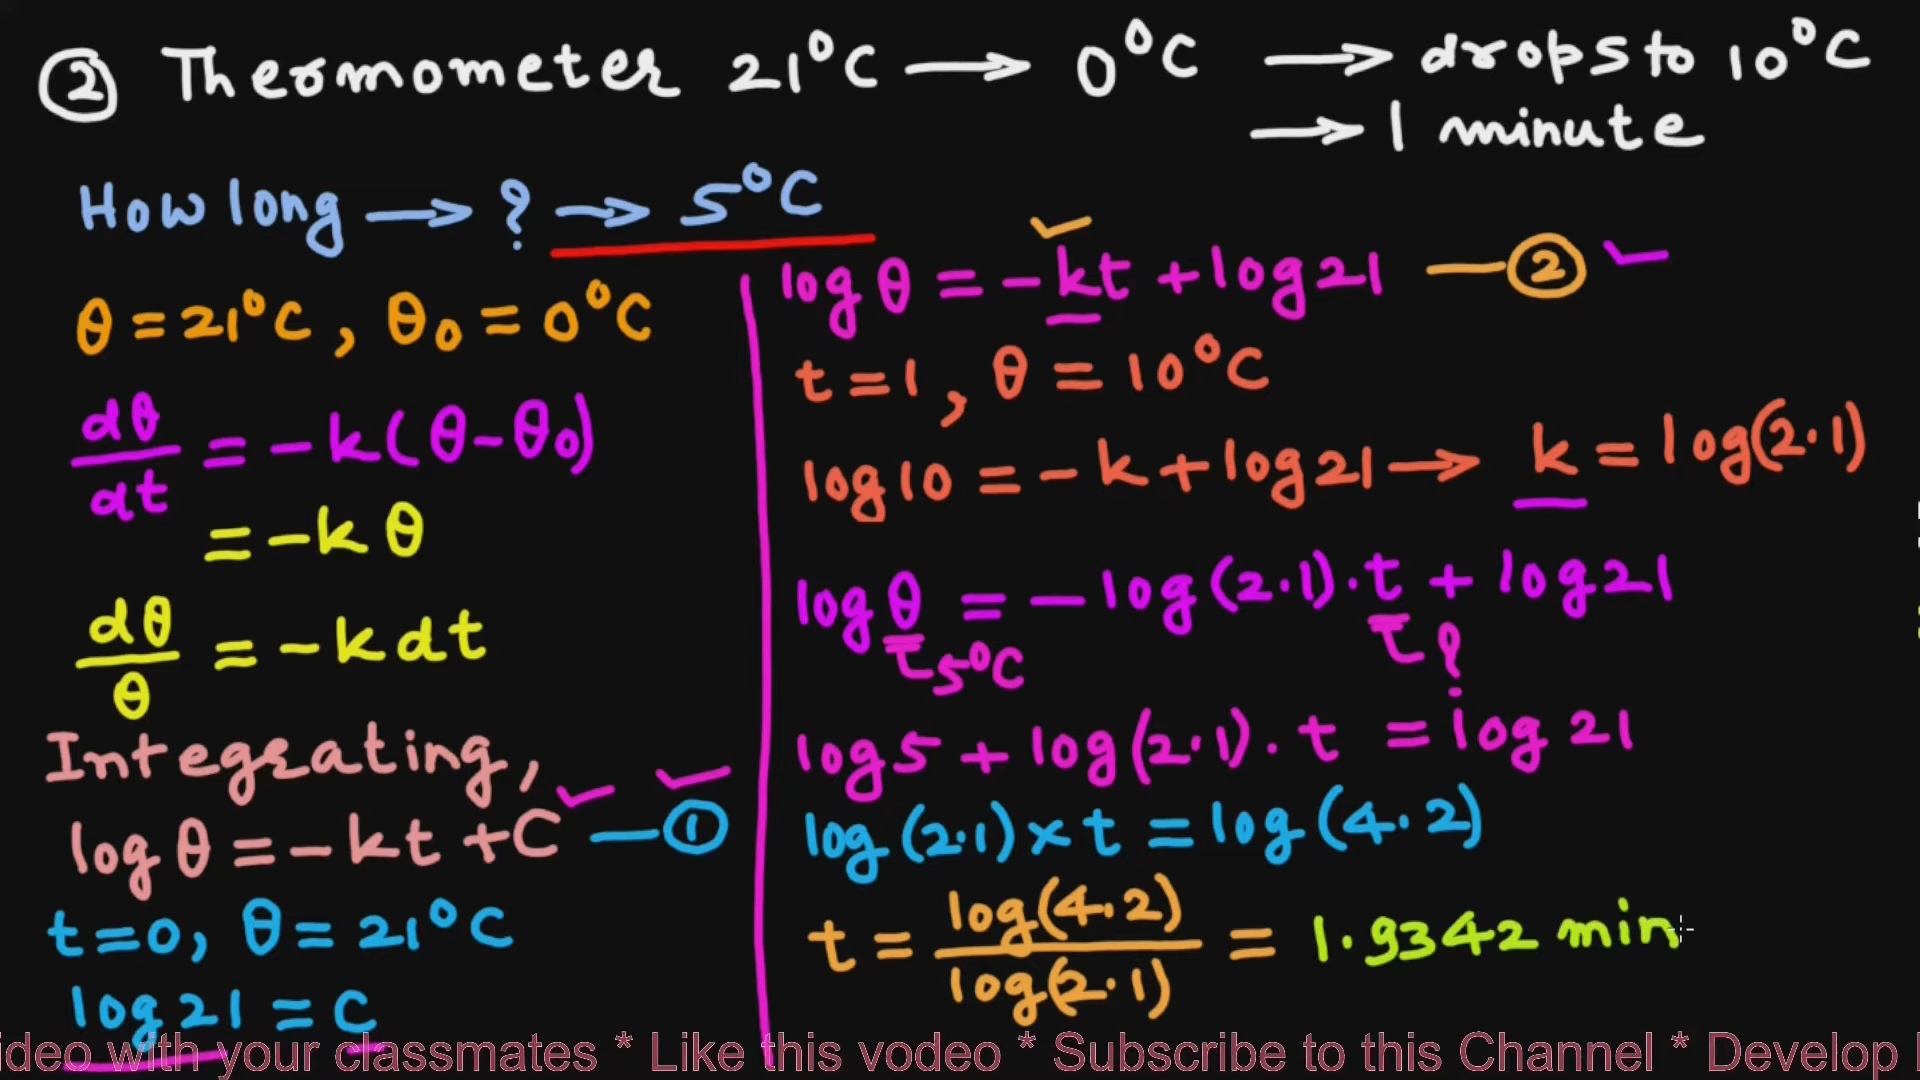 ② Thermometer 21°C → 0°C → drops to 10°C
→ 1 minute
How long → ? → 5°C
θ = 21°C, θ₀ = 0°C
dθ/dt = -k(θ-θ₀)
= -kθ
dθ/θ = -k dt
Integrating,
log θ = -kt + C — ①
t=0, θ = 21°C
log 21 = C
log θ = -kt + log 21 — ②
t = 1, θ = 10°C
log 10 = -k + log 21 → k = log(2.1)
log θ = - log(2.1).t + log 21
5°C ?
log 5 + log(2.1).t = log 21
log(2.1) × t = log(4.2)
t = log(4.2)/log(2.1) = 1.9342 min
ideo with your classmates * Like this vodeo * Subscribe to this Channel * Develop